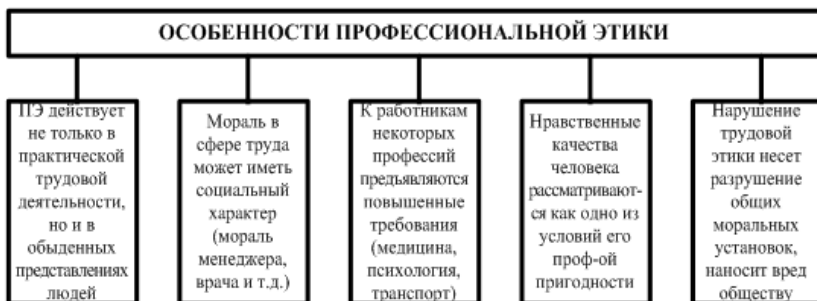 ОСОБЕННОСТИ ПРОФЕССИОНАЛЬНОЙ ЭТИКИ
ПЭ действует
не только в
практической
трудовой
деятельности,
но и в
обыденных
представлениях
людей
Мораль в
сфере труда
может иметь
социальный
характер
(мораль
менеджера,
врача и т.д.)
К работникам
некоторых
профессий
предъявляются
повышенные
требования
(медицина,
психология,
транспорт)
Нравственные
качества
человека
рассматривают-
ся как одно из
условий его
проф-ой
пригодности
Нарушение
трудовой
этики несет
разрушение
общих
моральных
установок,
наносит вред
обществу